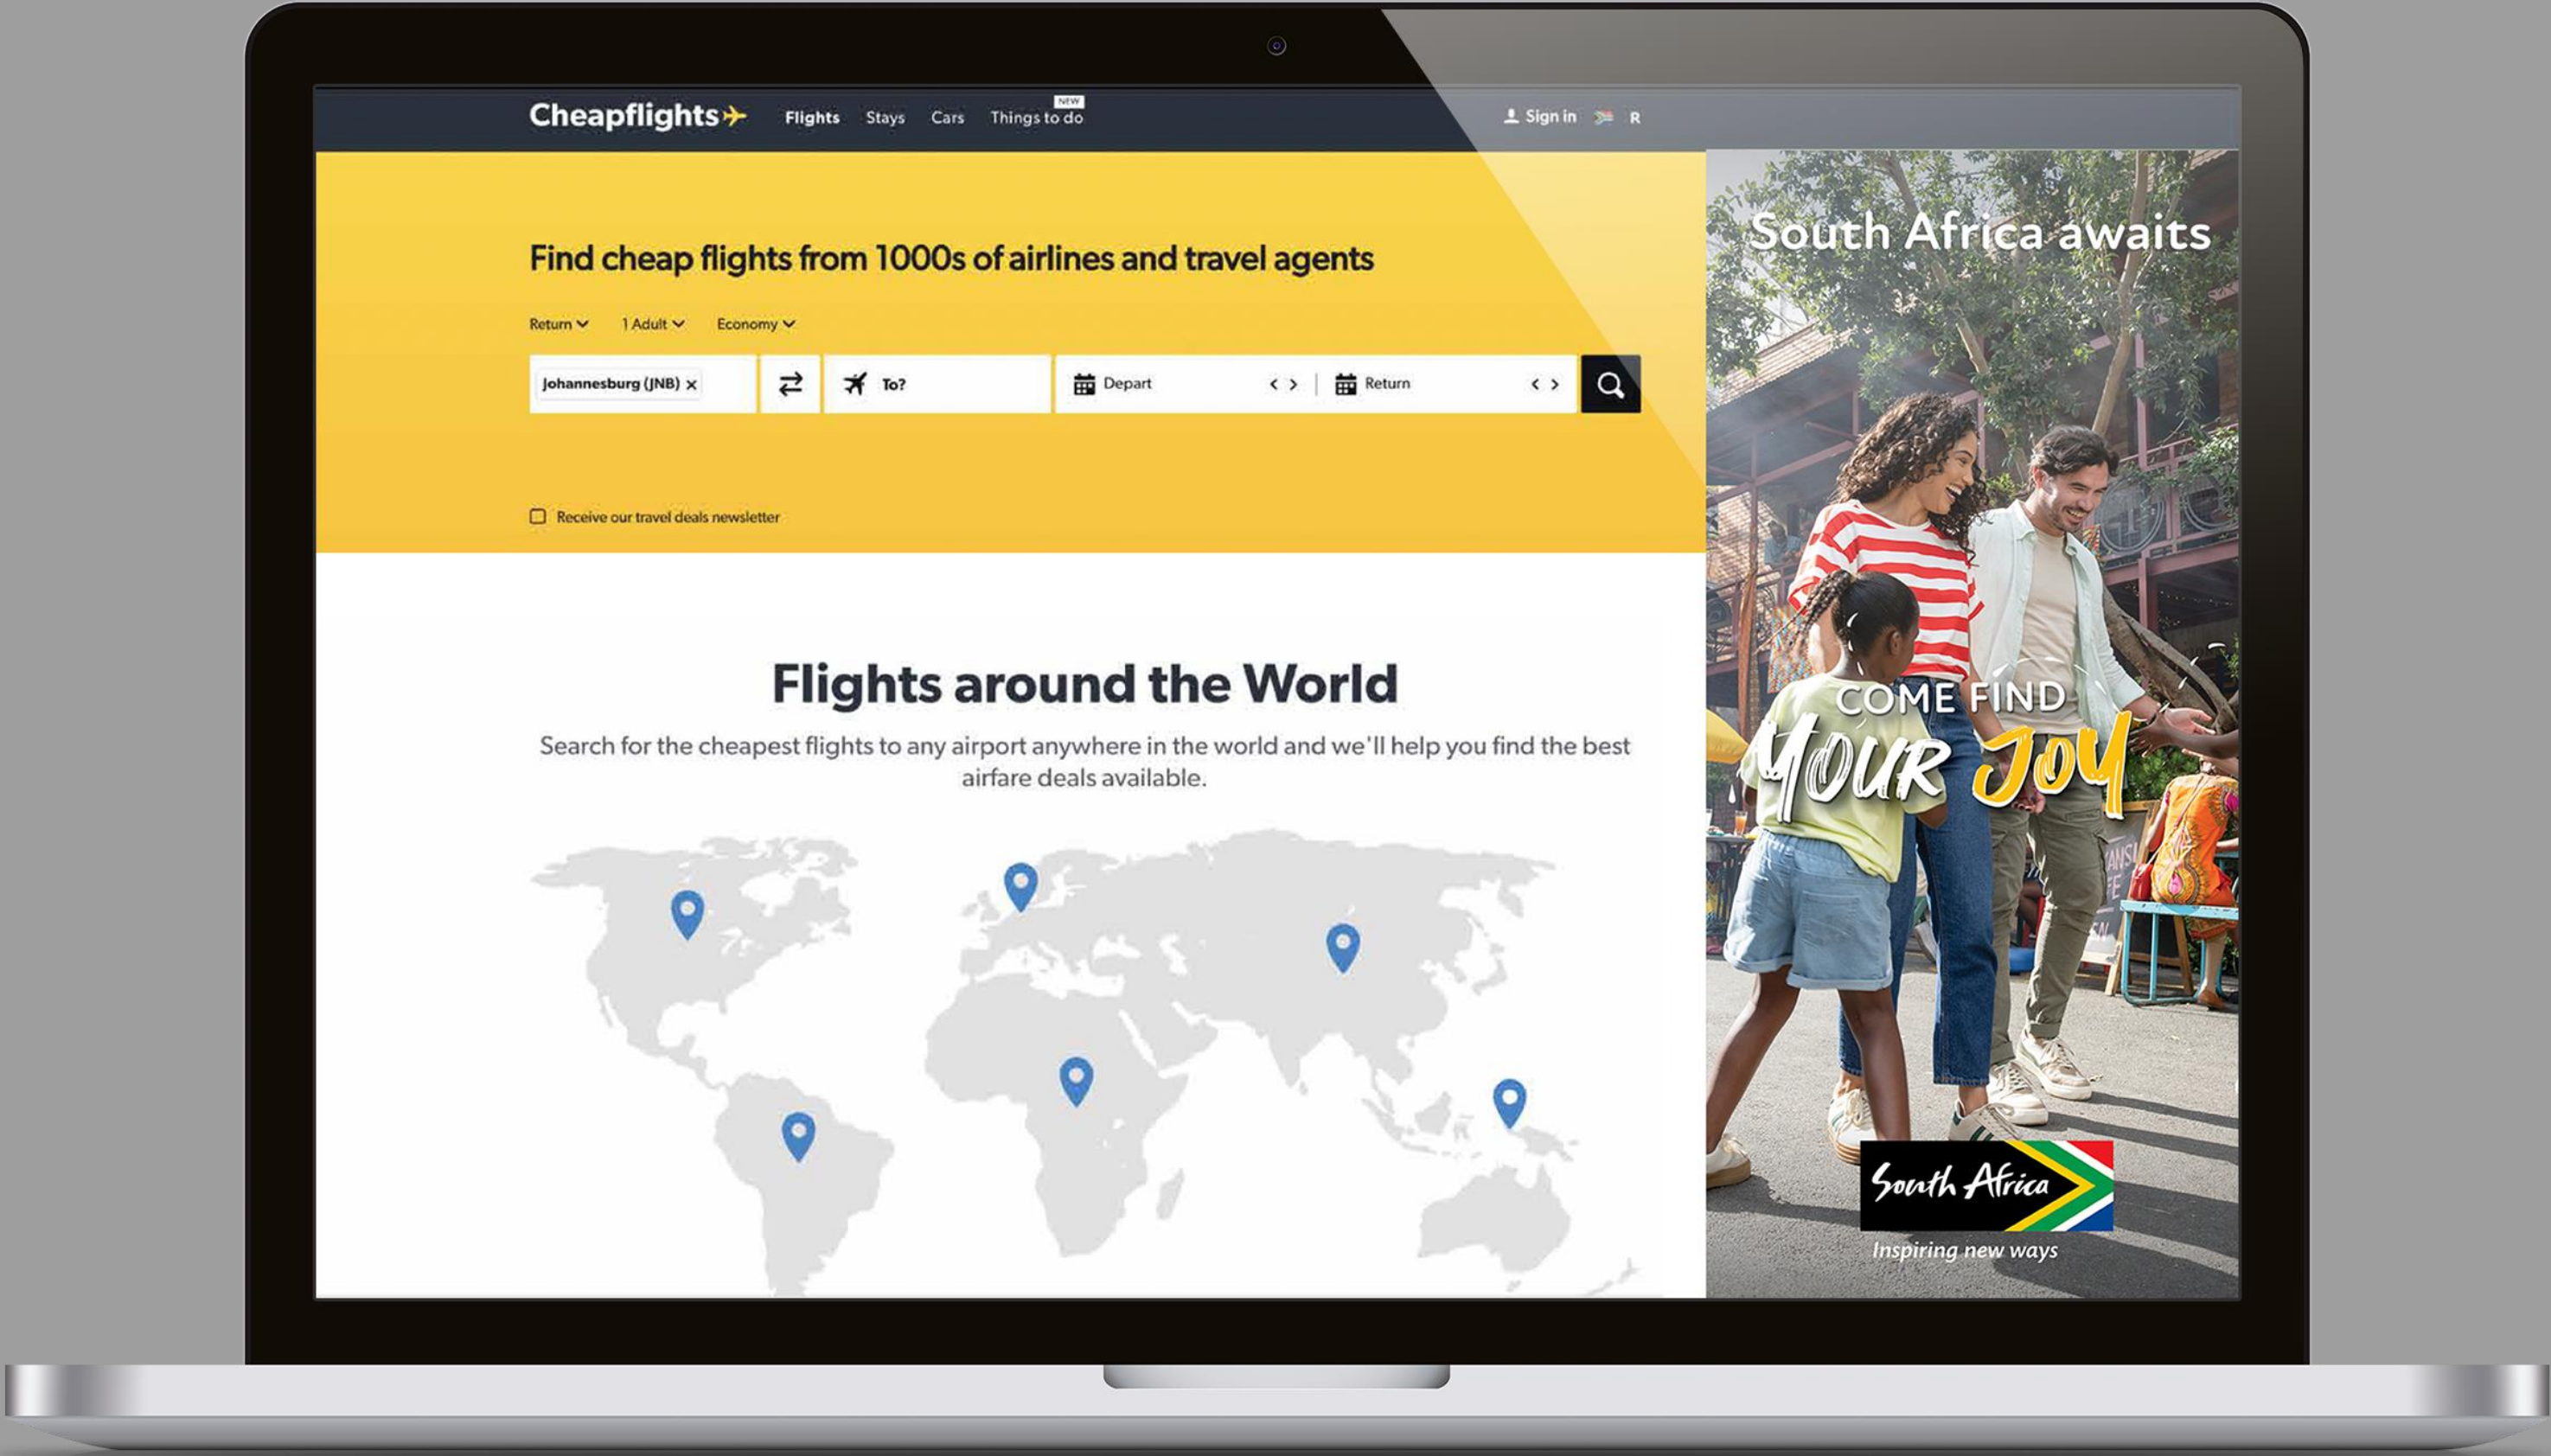 Cheapflights
Flights Stays Cars Things to do NEW
Sign in R
Find cheap flights from 1000s of airlines and travel agents
Return 1 Adult Economy
Johannesburg (JNB) × To? Depart < > | Return < >
Receive our travel deals newsletter
Flights around the World
Search for the cheapest flights to any airport anywhere in the world and we'll help you find the best
airfare deals available.
South Africa awaits
COME FIND
YOUR JOY
South Africa
Inspiring new ways